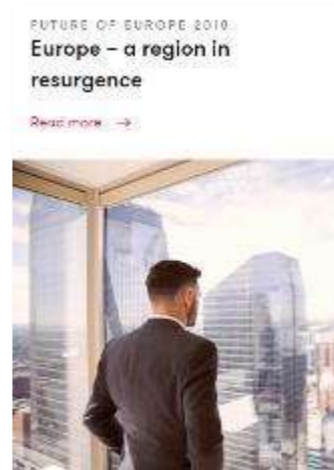 FUTURE OF EUROPE 2019
Europe – a region in
resurgence
Read more →